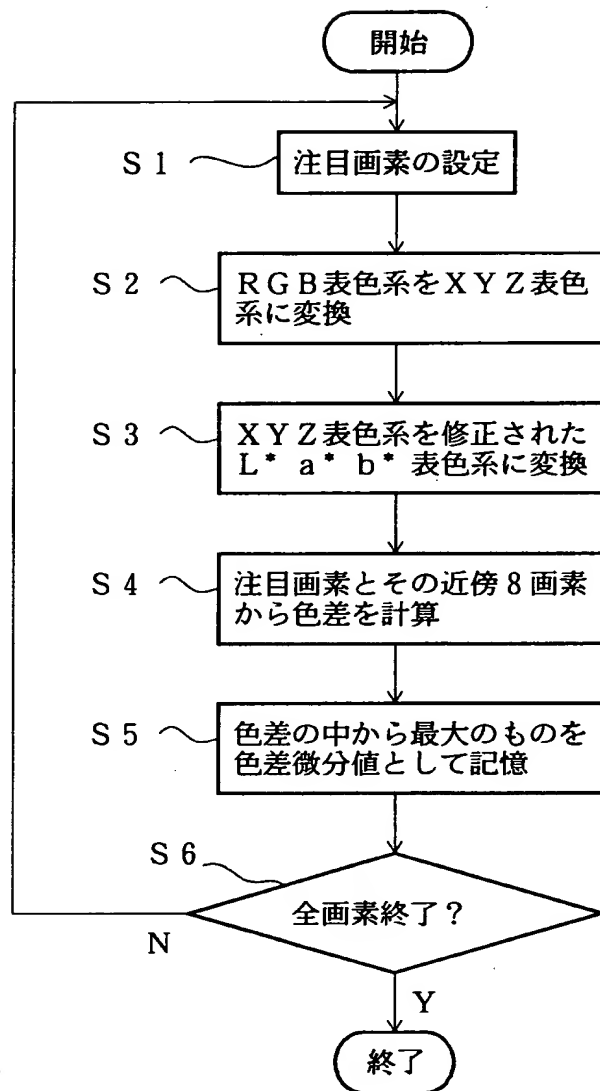 開始
S1
注目画素の設定
S2
RGB表色系をXYZ表色
系に変換
S3
XYZ表色系を修正された
L* a* b* 表色系に変換
S4
注目画素とその近傍8画素
から色差を計算
S5
色差の中から最大のものを
色差微分値として記憶
S6
全画素終了？
N
Y
終了